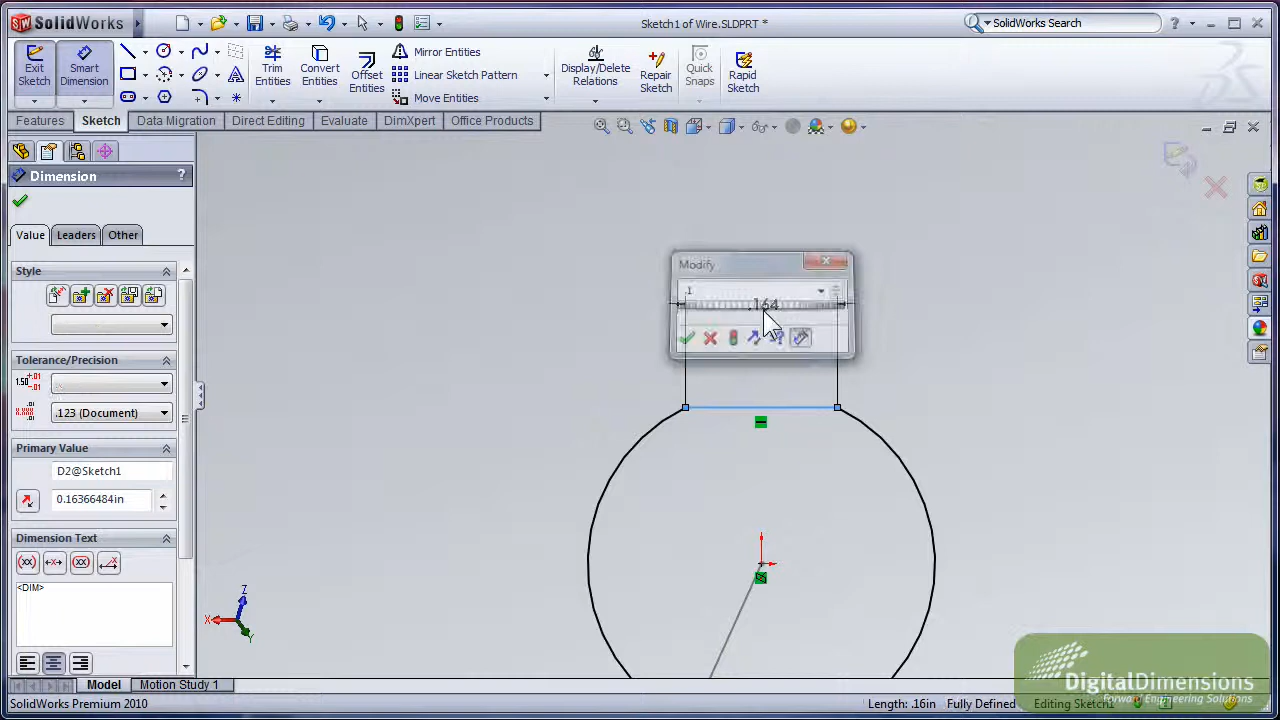 SolidWorks
Sketch1 of Wire.SLDPRT *
SolidWorks Search
Exit Sketch
Smart Dimension
Trim Entities
Convert Entities
Offset Entities
Mirror Entities
Linear Sketch Pattern
Move Entities
Display/Delete Relations
Repair Sketch
Quick Snaps
Rapid Sketch
Features
Sketch
Data Migration
Direct Editing
Evaluate
DimXpert
Office Products
Dimension
?
Value
Leaders
Other
Style
Tolerance/Precision
.123 (Document)
Primary Value
D2@Sketch1
0.16366484in
Dimension Text
<DIM>
Modify
.1
.164
X
Y
Z
Model
Motion Study 1
DigitalDimensions
Forward Engineering Solutions
SolidWorks Premium 2010
Length: .16in
Fully Defined
Editing Sketch1